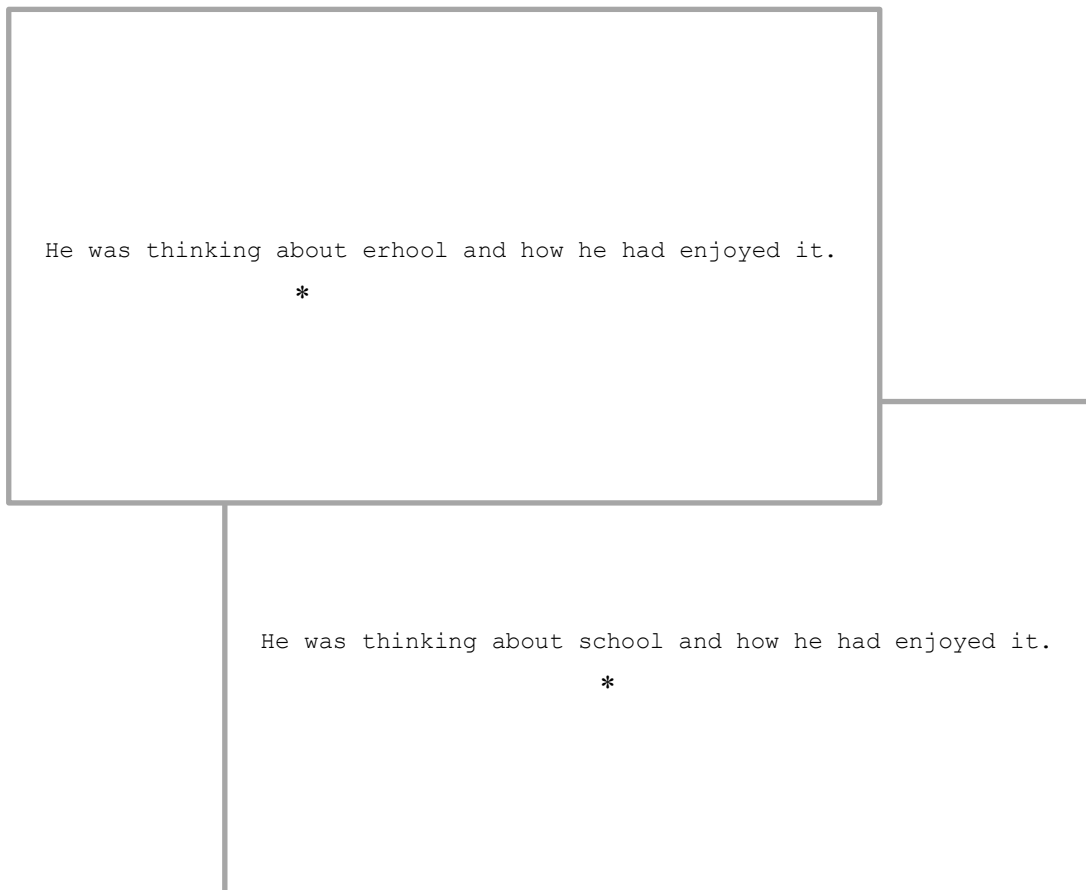 He was thinking about erhool and how he had enjoyed it.
*
He was thinking about school and how he had enjoyed it.
*